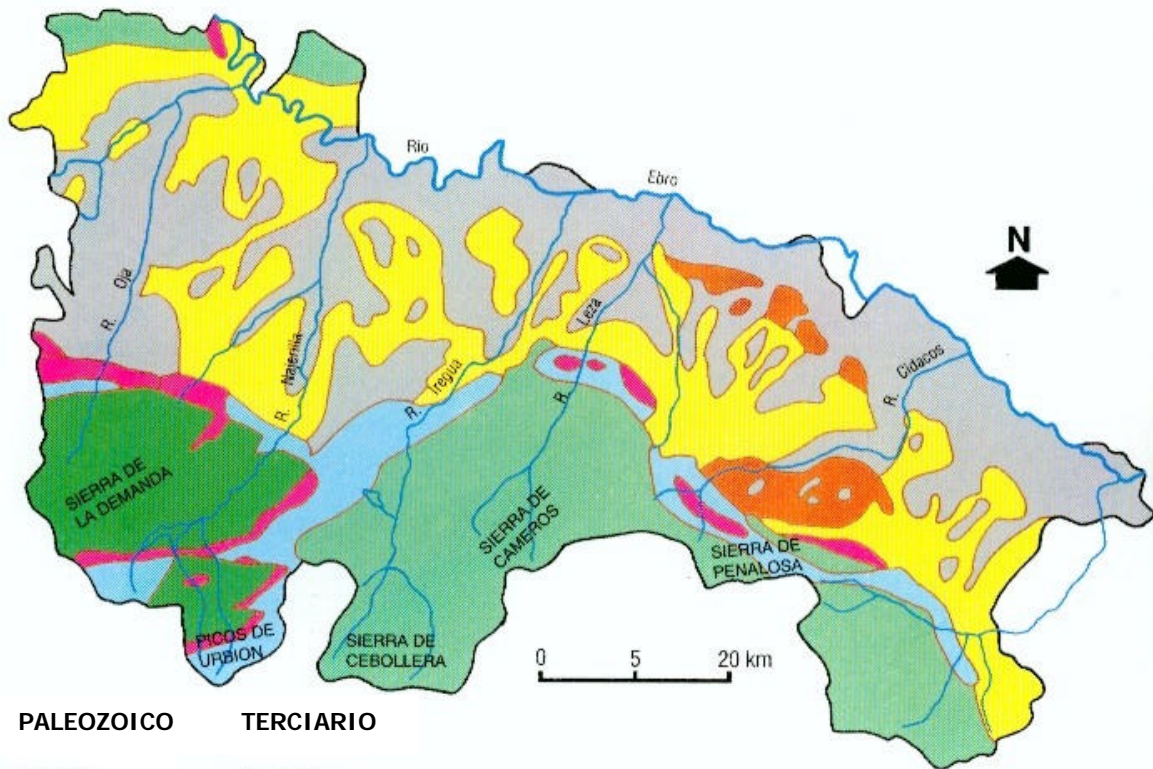 Río
Ebro
N
R. Oja
R. Najerilla
R. Iregua
R. Leza
R. Cidacos
SIERRA DE
LA DEMANDA
SIERRA DE
CAMEROS
SIERRA DE
PENALOSA
PICOS DE
URBION
SIERRA DE
CEBOLLERA
0 5 20 km
PALEOZOICO TERCIARIO